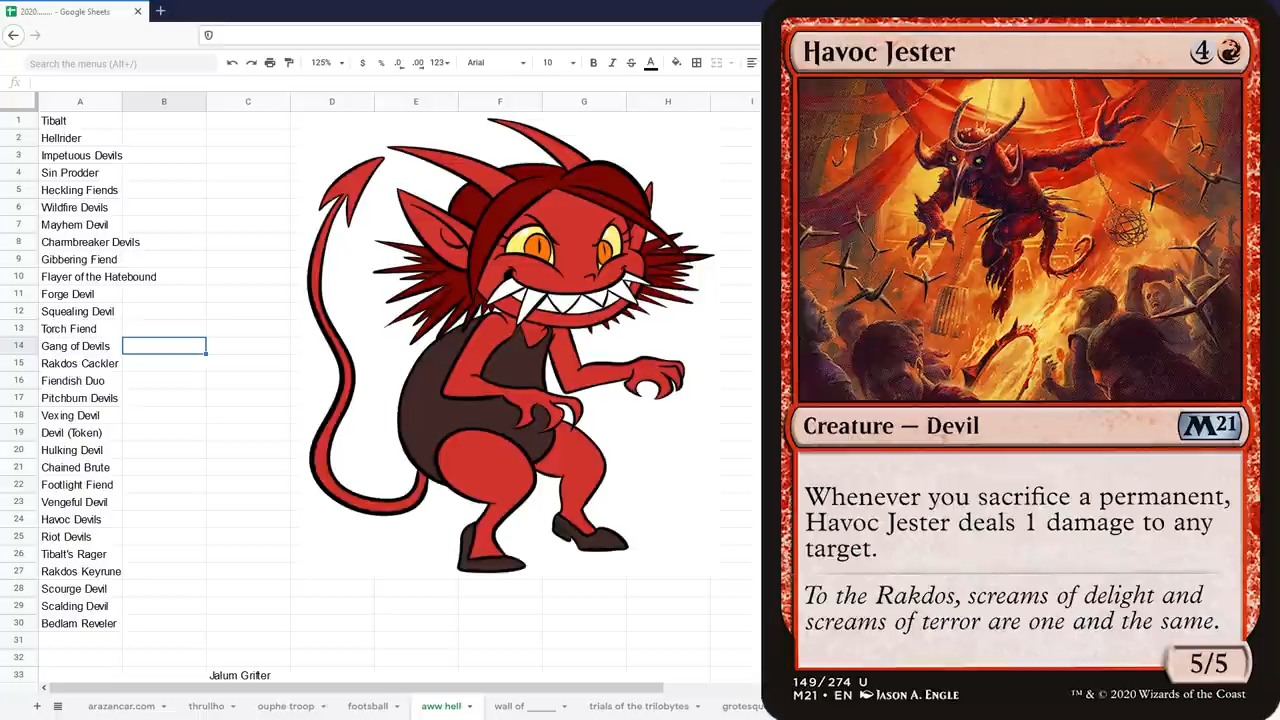 2020........ - Google Sheets
Search the menus (Alt+/)
125%
$ % .0 .00 123
Arial
10
B I S A
fx
A B C D E F G H I
1 Tibalt
2 Hellrider
3 Impetuous Devils
4 Sin Prodder
5 Heckling Fiends
6 Wildfire Devils
7 Mayhem Devil
8 Charmbreaker Devils
9 Gibbering Fiend
10 Flayer of the Hatebound
11 Forge Devil
12 Squealing Devil
13 Torch Fiend
14 Gang of Devils
15 Rakdos Cackler
16 Fiendish Duo
17 Pitchburn Devils
18 Vexing Devil
19 Devil (Token)
20 Hulking Devil
21 Chained Brute
22 Footlight Fiend
23 Vengeful Devil
24 Havoc Devils
25 Riot Devils
26 Tibalt's Rager
27 Rakdos Keyrune
28 Scourge Devil
29 Scalding Devil
30 Bedlam Reveler
31
32
33 Jalum Grifter
arazancar.com thrullho ouphe troop footsball aww hell wall of _____ trials of the trilobytes grotesqu
Havoc Jester 4
Creature — Devil M21
Whenever you sacrifice a permanent,
Havoc Jester deals 1 damage to any
target.
To the Rakdos, screams of delight and
screams of terror are one and the same.
5/5
149/274 U
M21 • EN JASON A. ENGLE
™ & © 2020 Wizards of the Coast